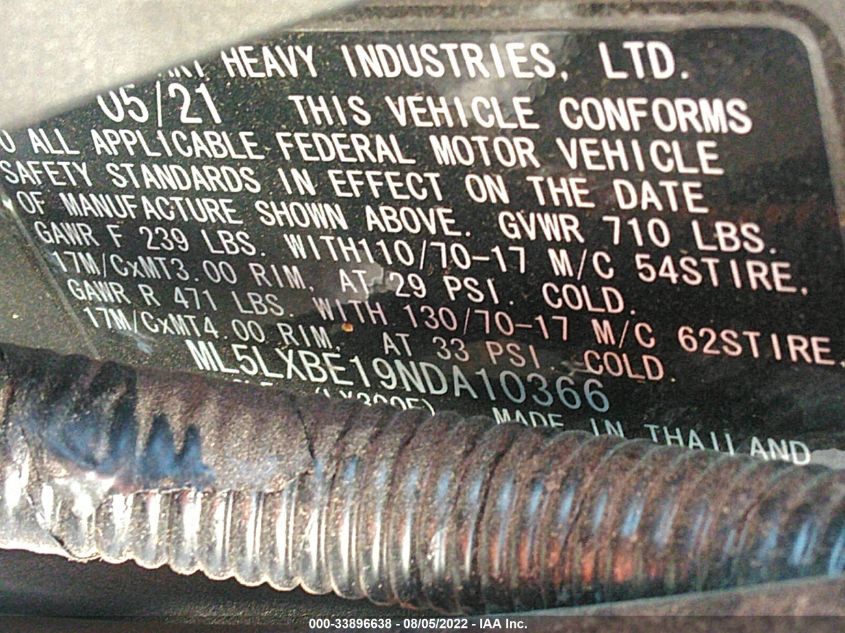 HEAVY INDUSTRIES, LTD.
05/21 THIS VEHICLE CONFORMS
ALL APPLICABLE FEDERAL MOTOR VEHICLE
SAFETY STANDARDS IN EFFECT ON THE DATE
OF MANUFACTURE SHOWN ABOVE. GVWR 710 LBS.
GAWR F 239 LBS. WITH110/70-17 M/C 54STIRE,
17M/CxMT3.00 RIM, AT 29 PSI. COLD.
GAWR R 471 LBS. WITH 130/70-17 M/C 62STIRE,
17M/CxMT4.00 RIM, AT 33 PSI. COLD.
ML5LXBE19NDA10366
MADE IN THAILAND
000-33896638 - 08/05/2022 - IAA Inc.